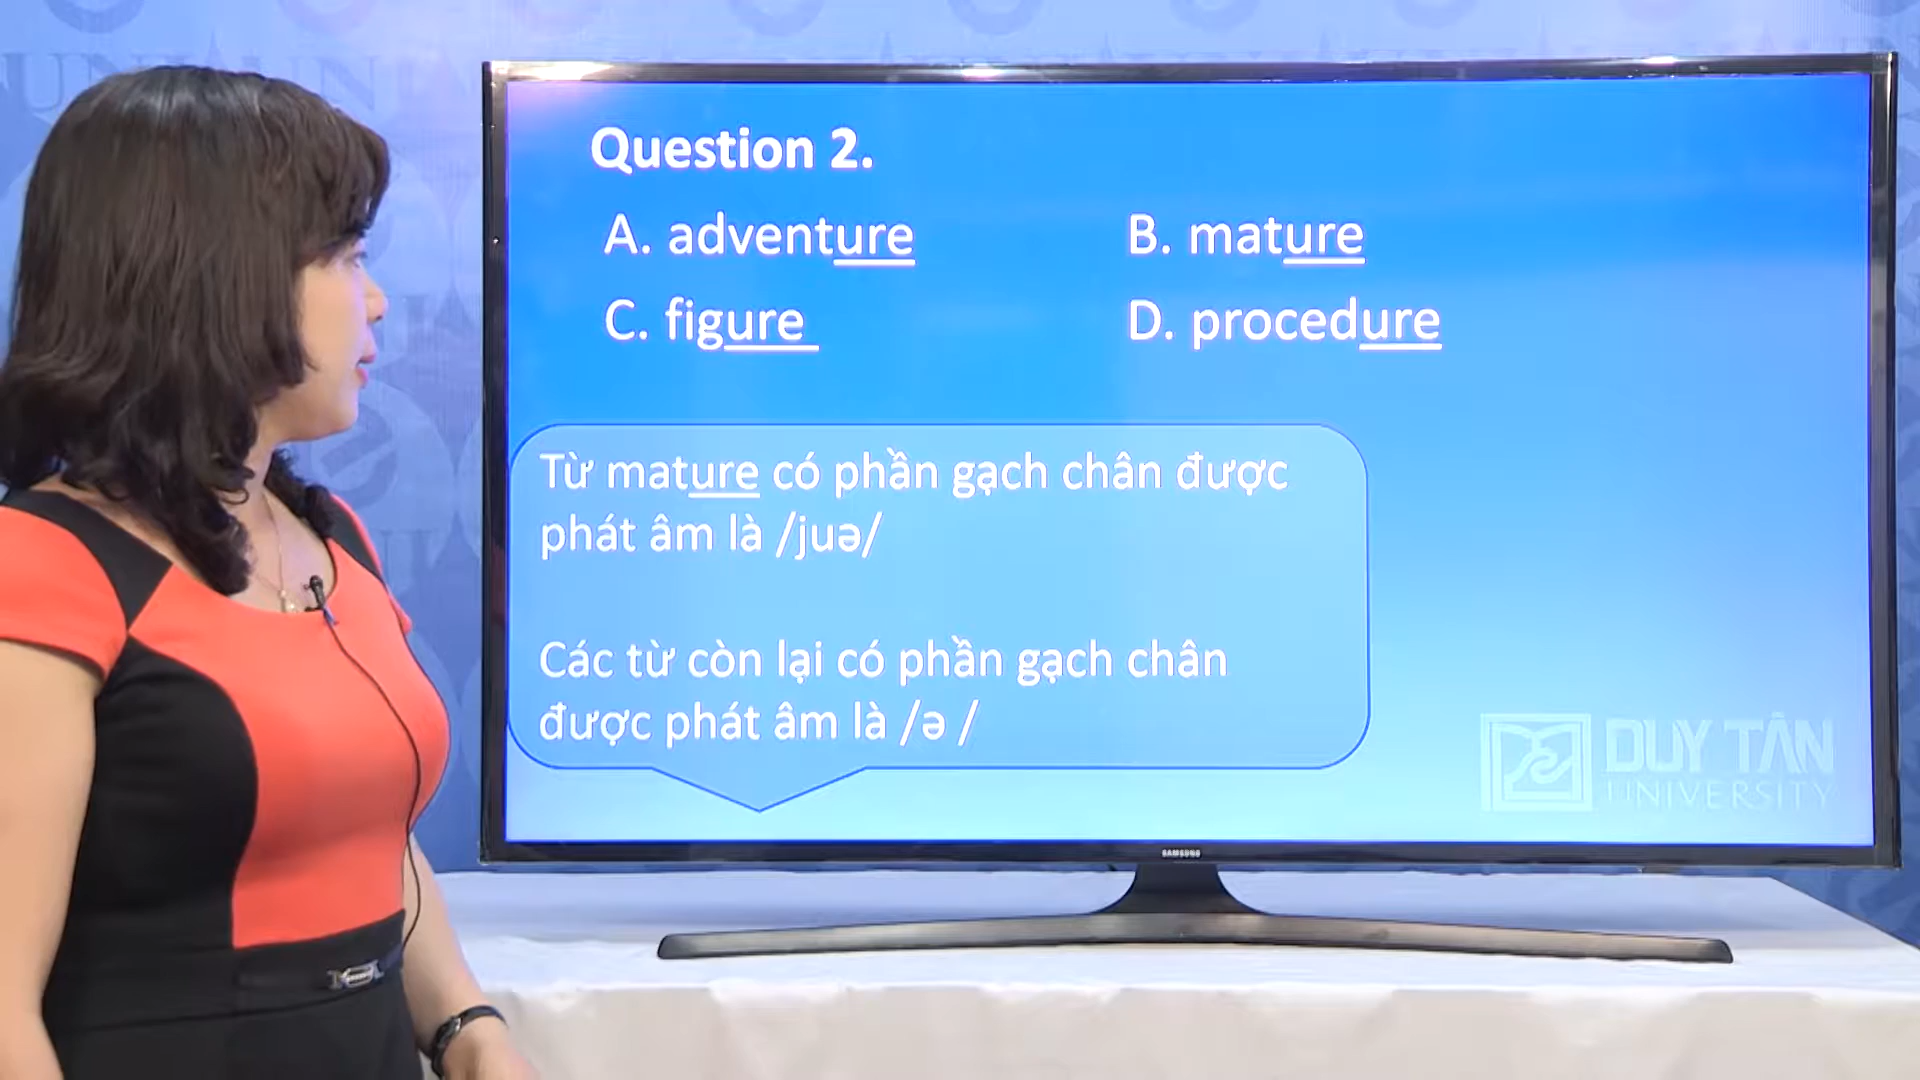 Question 2.
A. adventure B. mature
C. figure D. procedure
Từ mature có phần gạch chân được
phát âm là /juə/
Các từ còn lại có phần gạch chân
được phát âm là /ə /
DUY TÂN
UNIVERSITY
SAMSUNG